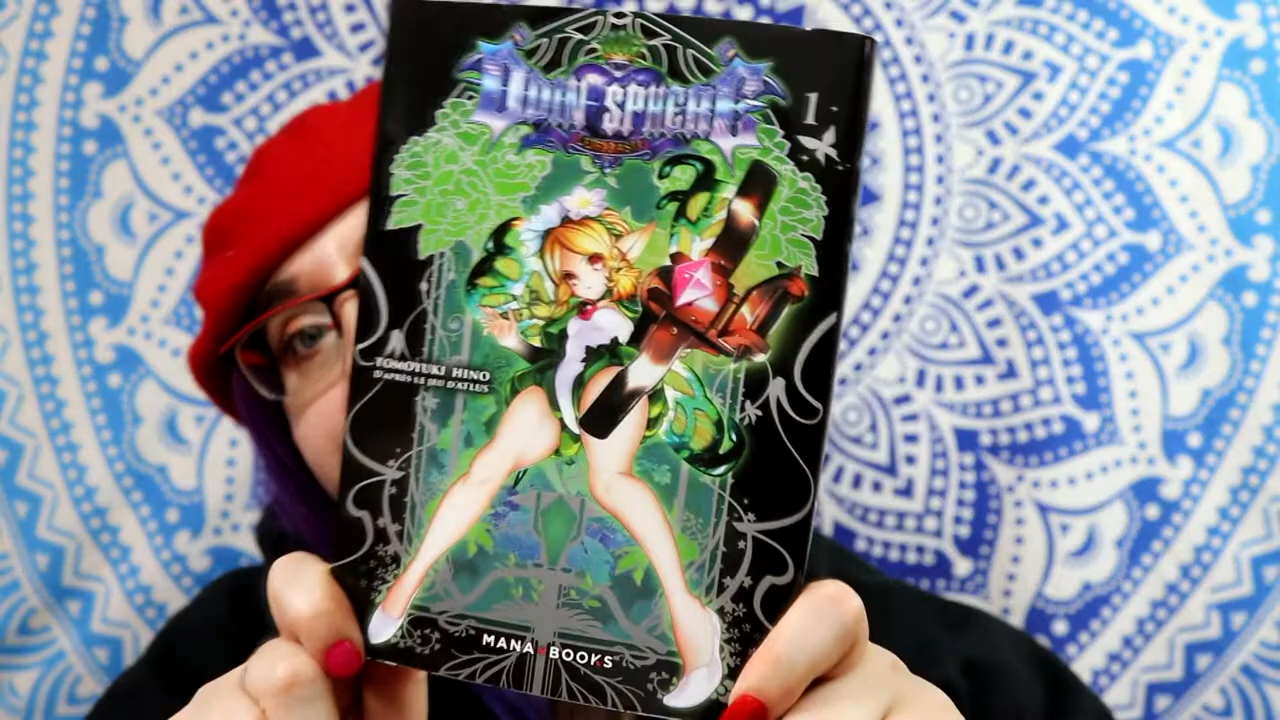 ODIN SPHERE
1
TOMOYUKI HINO
D'APRÈS LE JEU D'ATLUS
MANA BOOKS